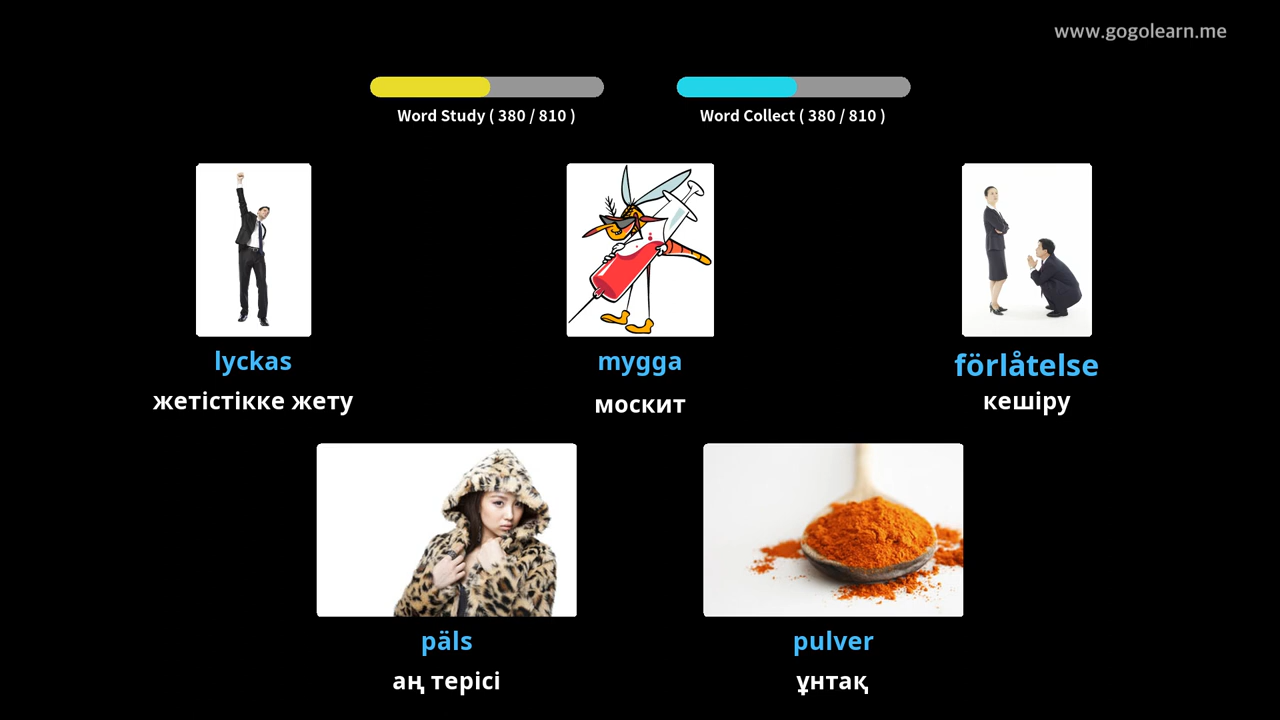 www.gogolearn.me
Word Study ( 380 / 810 )
Word Collect ( 380 / 810 )
lyckas
жетістікке жету
mygga
москит
förlåtelse
кешіру
päls
аң терісі
pulver
ұнтақ